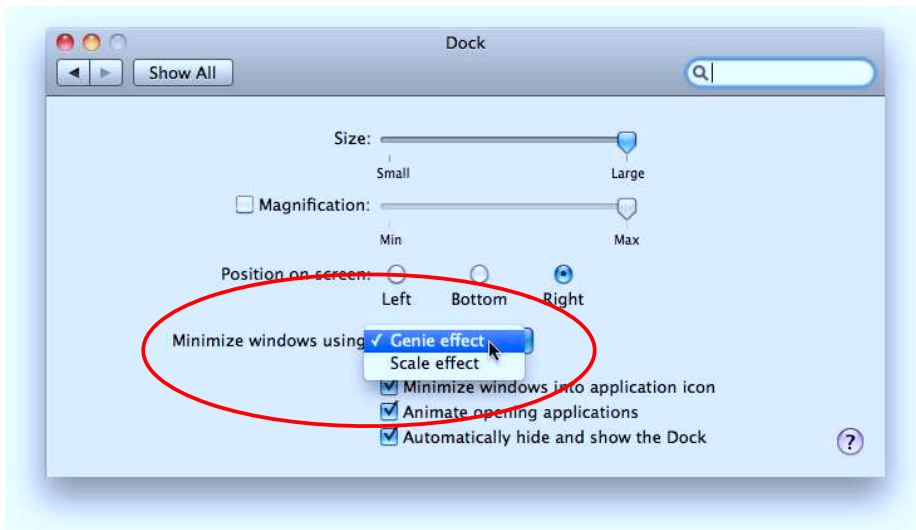 Dock
Show All
Size:
Small Large
Magnification:
Min Max
Position on screen:
Left Bottom Right
Minimize windows using ✓ Genie effect
Scale effect
Minimize windows into application icon
Animate opening applications
Automatically hide and show the Dock
?